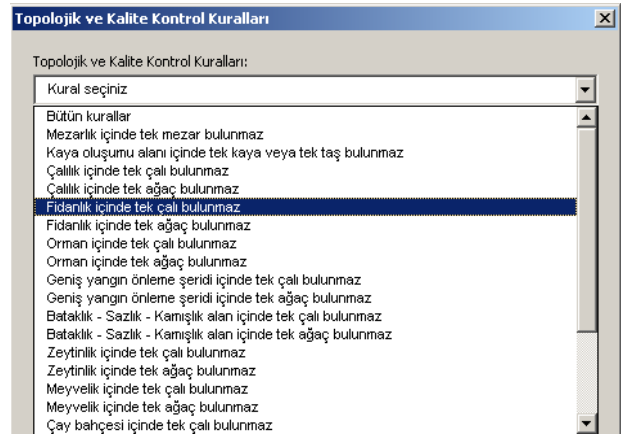 Topolojik ve Kalite Kontrol Kuralları
Topolojik ve Kalite Kontrol Kuralları:
Kural seçiniz
Bütün kurallar
Mezarlık içinde tek mezar bulunmaz
Kaya oluşumu alanı içinde tek kaya veya tek taş bulunmaz
Çalılık içinde tek çalı bulunmaz
Çalılık içinde tek ağaç bulunmaz
Fidanlık içinde tek çalı bulunmaz
Fidanlık içinde tek ağaç bulunmaz
Orman içinde tek çalı bulunmaz
Orman içinde tek ağaç bulunmaz
Geniş yangın önleme şeridi içinde tek çalı bulunmaz
Geniş yangın önleme şeridi içinde tek ağaç bulunmaz
Bataklık - Sazlık - Kamışlık alan içinde tek çalı bulunmaz
Bataklık - Sazlık - Kamışlık alan içinde tek ağaç bulunmaz
Zeytinlik içinde tek çalı bulunmaz
Zeytinlik içinde tek ağaç bulunmaz
Meyvelik içinde tek çalı bulunmaz
Meyvelik içinde tek ağaç bulunmaz
Çay bahçesi içinde tek çalı bulunmaz